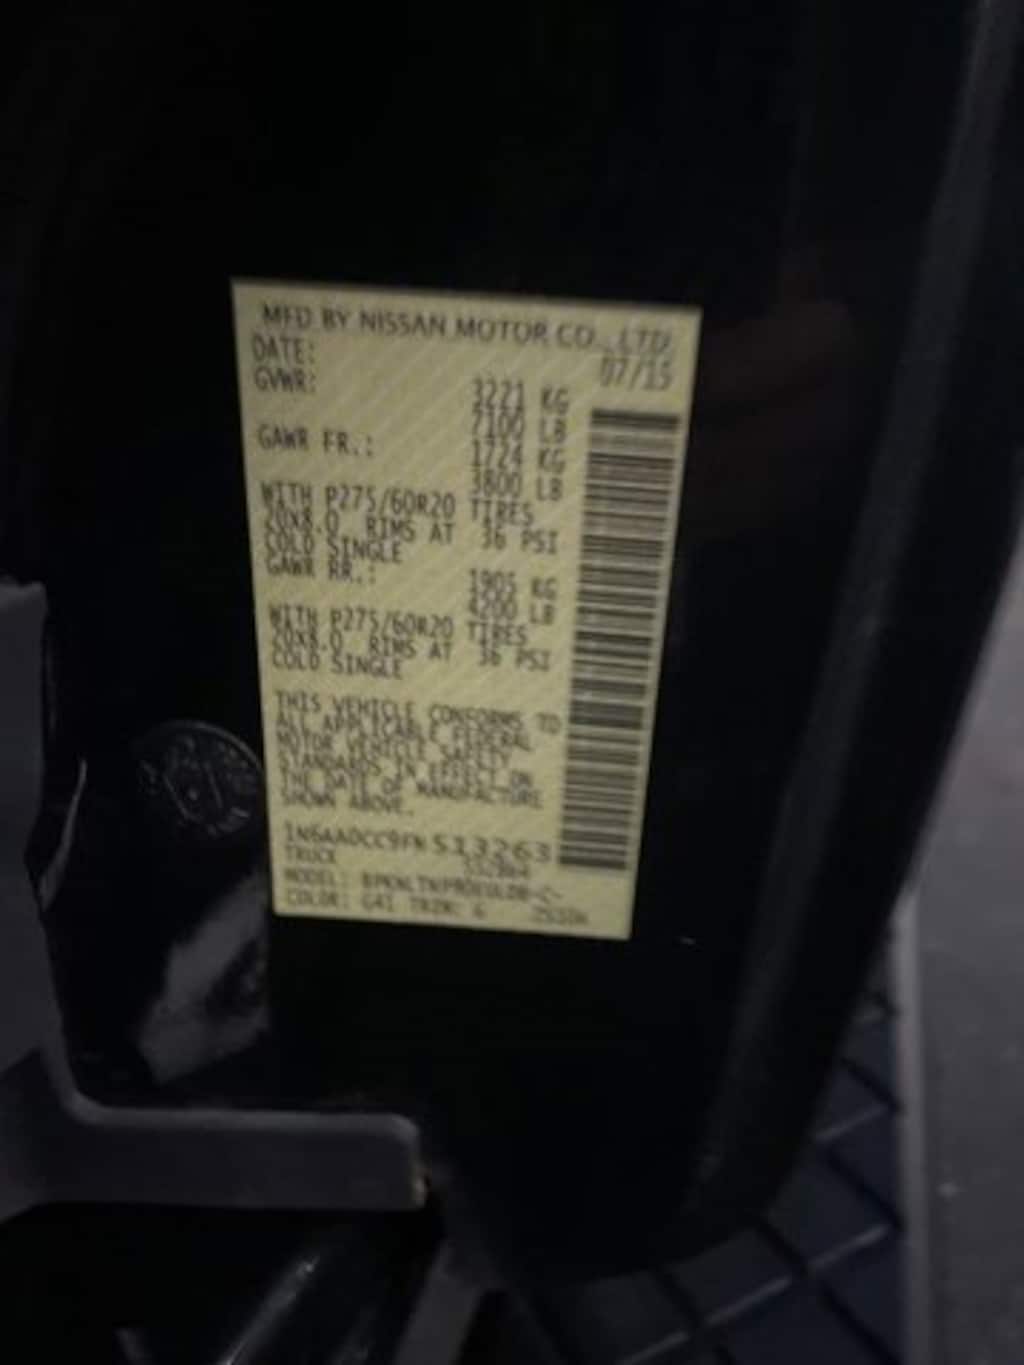 MFD BY NISSAN MOTOR CO., LTD.
DATE: 07/15
GVWR: 3221 KG
7100 LB
GAWR FR.: 1724 KG
3800 LB
WITH P275/60R20 TIRES
20X8.0 RIMS AT 36 PSI
COLD SINGLE
GAWR RR.: 1905 KG
4200 LB
WITH P275/60R20 TIRES
20X8.0 RIMS AT 36 PSI
COLD SINGLE
THIS VEHICLE CONFORMS TO
ALL APPLICABLE FEDERAL
MOTOR VEHICLE SAFETY
STANDARDS IN EFFECT ON
THE DATE OF MANUFACTURE
SHOWN ABOVE.
1N6AA0CC9FN513263
TRUCK
MODEL:
COLOR: G41 TRIM: G